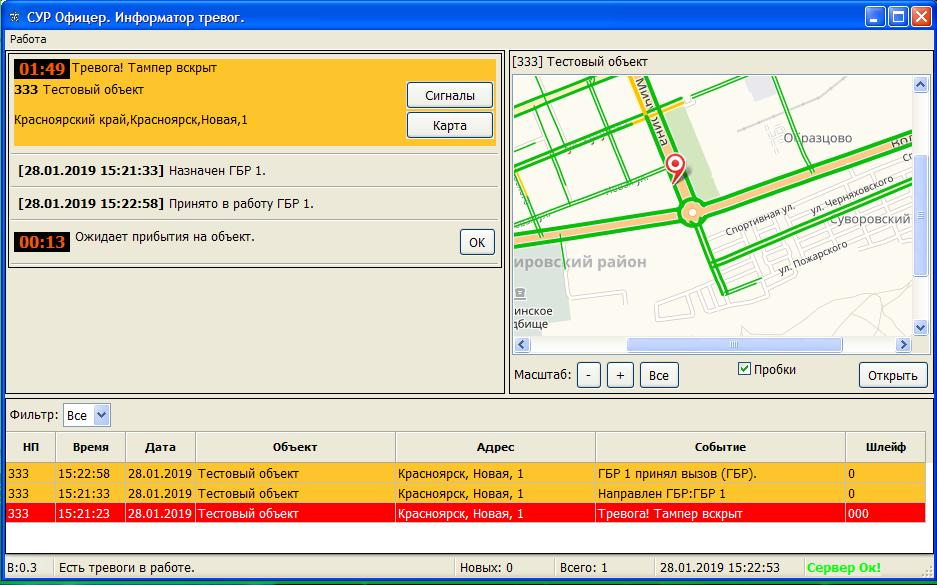 СУР Офицер. Информатор тревог.
Работа
01:49 Тревога! Тампер вскрыт
333 Тестовый объект
Сигналы
Красноярский край,Красноярск,Новая,1
Карта
[28.01.2019 15:21:33] Назначен ГБР 1.
[28.01.2019 15:22:58] Принято в работу ГБР 1.
00:13 Ожидает прибытия на объект.
OK
[333] Тестовый объект
Мичурина
Образцово
Спортивная ул.
ул. Черняховского
Суворовский
ул. Пожарского
ировский район
инское
дбище
Масштаб: - + Все Пробки Открыть
Фильтр: Все
НП Время Дата Объект Адрес Событие Шлейф
333 15:22:58 28.01.2019 Тестовый объект Красноярск, Новая, 1 ГБР 1 принял вызов (ГБР). 0
333 15:21:33 28.01.2019 Тестовый объект Красноярск, Новая, 1 Направлен ГБР:ГБР 1 0
333 15:21:23 28.01.2019 Тестовый объект Красноярск, Новая, 1 Тревога! Тампер вскрыт 000
В:0.3 Есть тревоги в работе. Новых: 0 Всего: 1 28.01.2019 15:22:53 Сервер Ок!